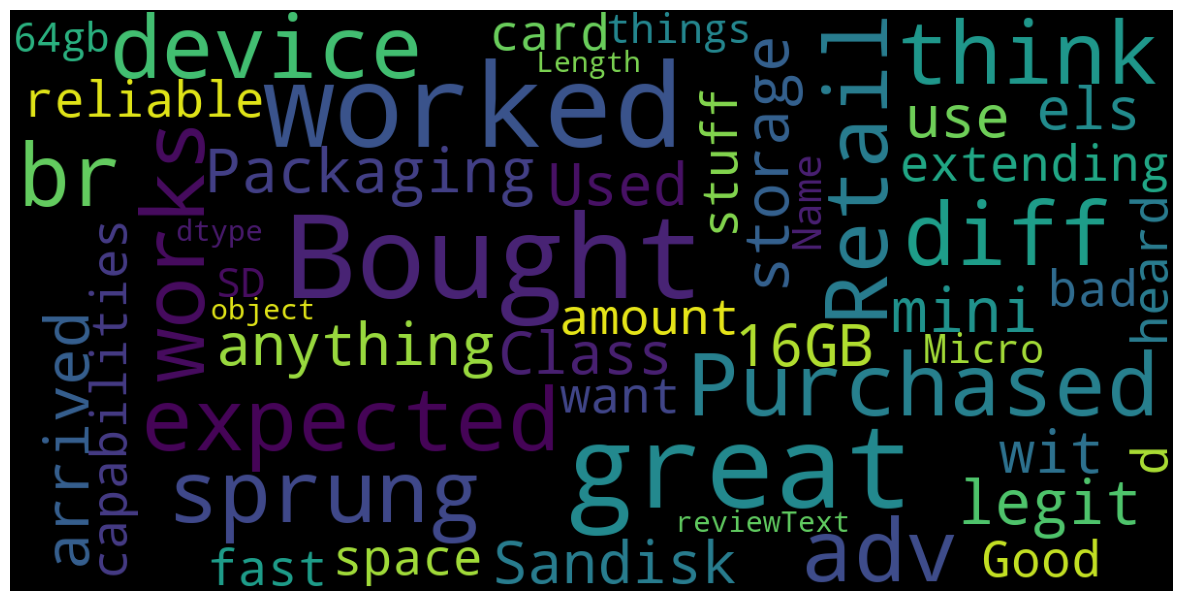 64gb
device
card
things
Length
think
reliable
worked
stuff
storage
Retail
use
els
br
works
Packaging
Used
Name
extending
dtype
Bought
diff
heard
SD
object
capabilities
arrived
anything
Class
amount
16GB
mini
bad
Micro
expected
want
Purchased
great
wit
d
sprung
legit
reviewText
fast
space
Sandisk
adv
Good